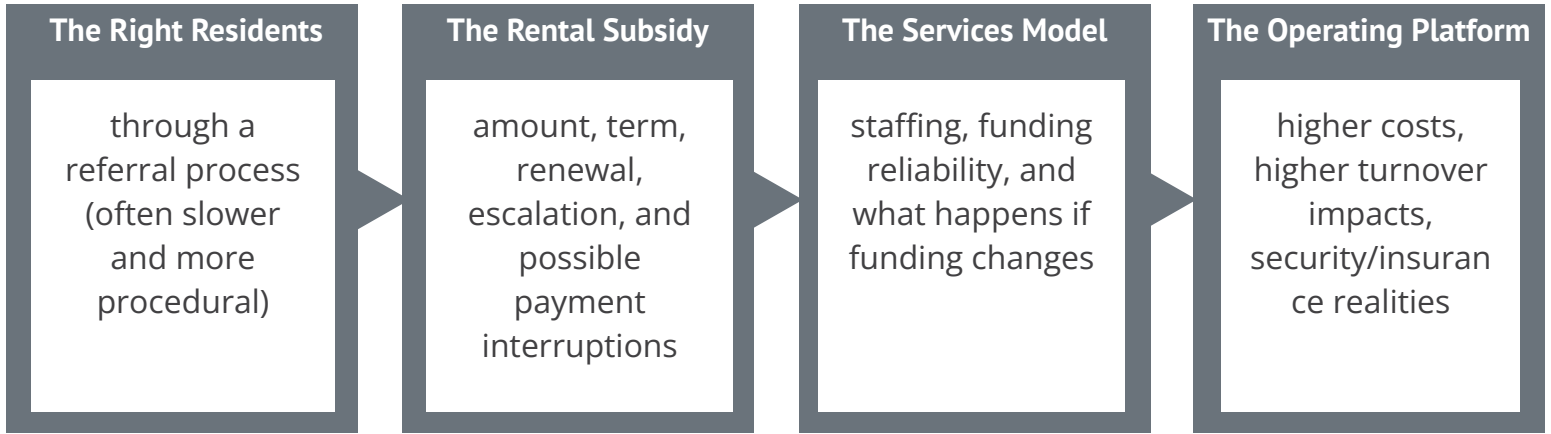 The Right Residents
through a
referral process
(often slower
and more
procedural)
The Rental Subsidy
amount, term,
renewal,
escalation, and
possible
payment
interruptions
The Services Model
staffing, funding
reliability, and
what happens if
funding changes
The Operating Platform
higher costs,
higher turnover
impacts,
security/insuran
ce realities